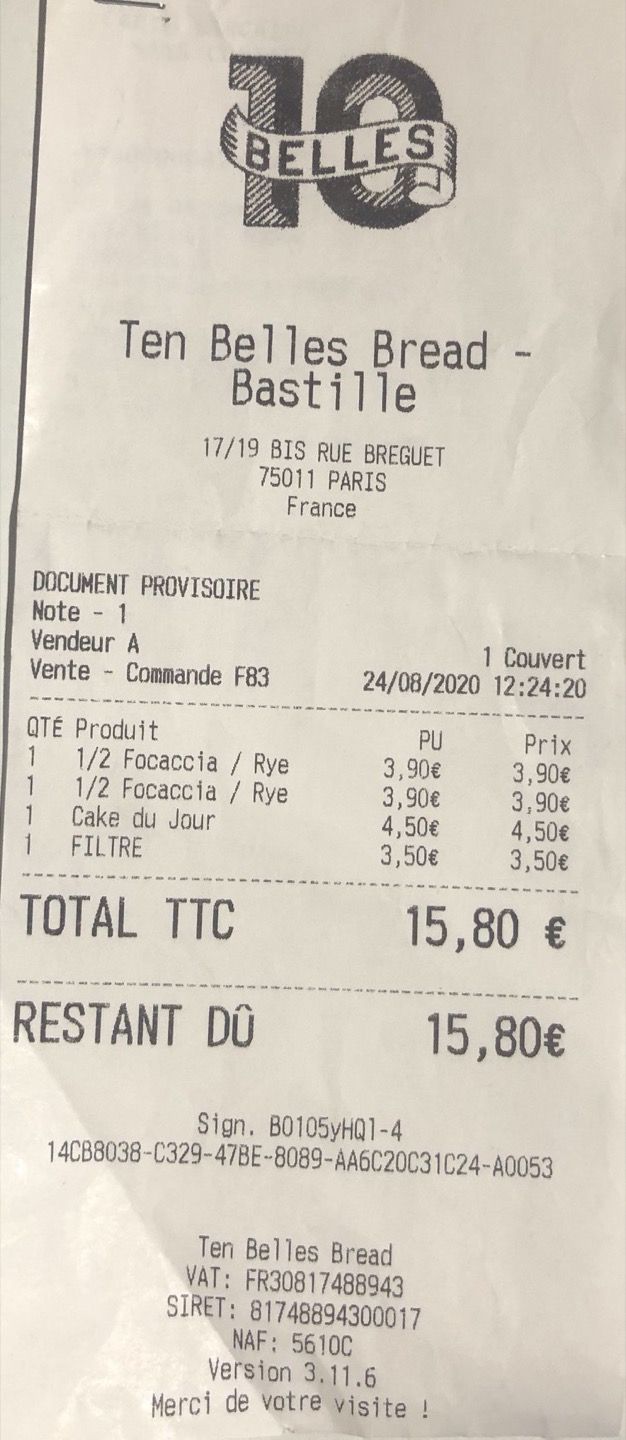 10
BELLES
Ten Belles Bread -
Bastille
17/19 BIS RUE BREGUET
75011 PARIS
France
DOCUMENT PROVISOIRE
Note - 1
Vendeur A
1 Couvert
Vente - Commande F83 24/08/2020 12:24:20
QTÉ Produit PU Prix
1 1/2 Focaccia / Rye 3,90€ 3,90€
1 1/2 Focaccia / Rye 3,90€ 3,90€
1 Cake du Jour 4,50€ 4,50€
1 FILTRE 3,50€ 3,50€
TOTAL TTC 15,80 €
RESTANT DÛ 15,80€
Sign. B0105yHQ1-4
14CB8038-C329-47BE-8089-AA6C20C31C24-A0053
Ten Belles Bread
VAT: FR30817488943
SIRET: 81748894300017
NAF: 5610C
Version 3.11.6
Merci de votre visite !